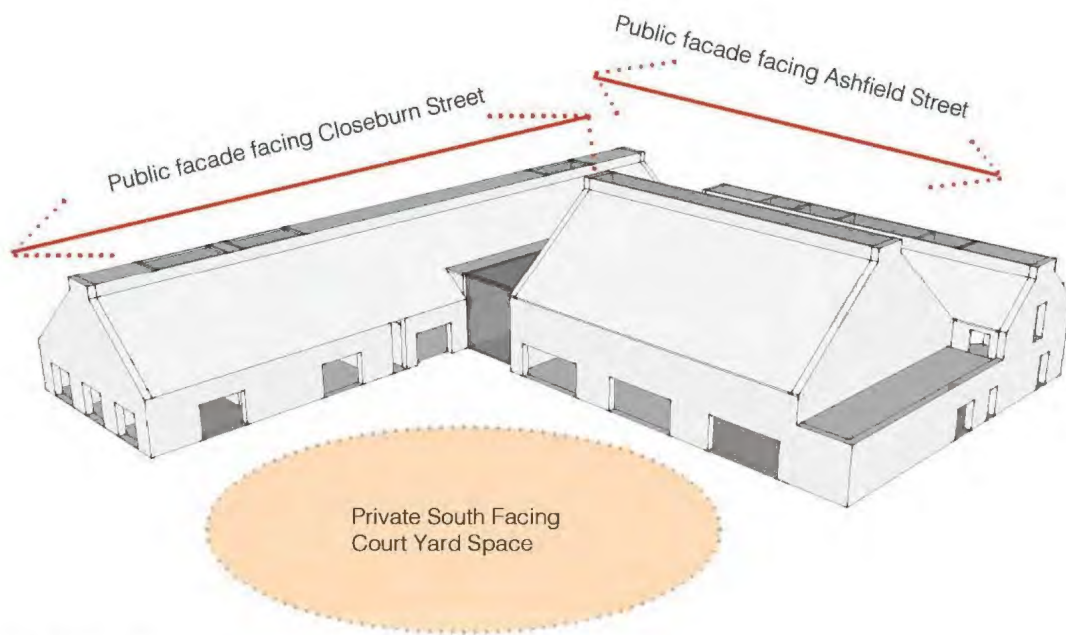 Public facade facing Closeburn Street
Public facade facing Ashfield Street
Private South Facing
Court Yard Space